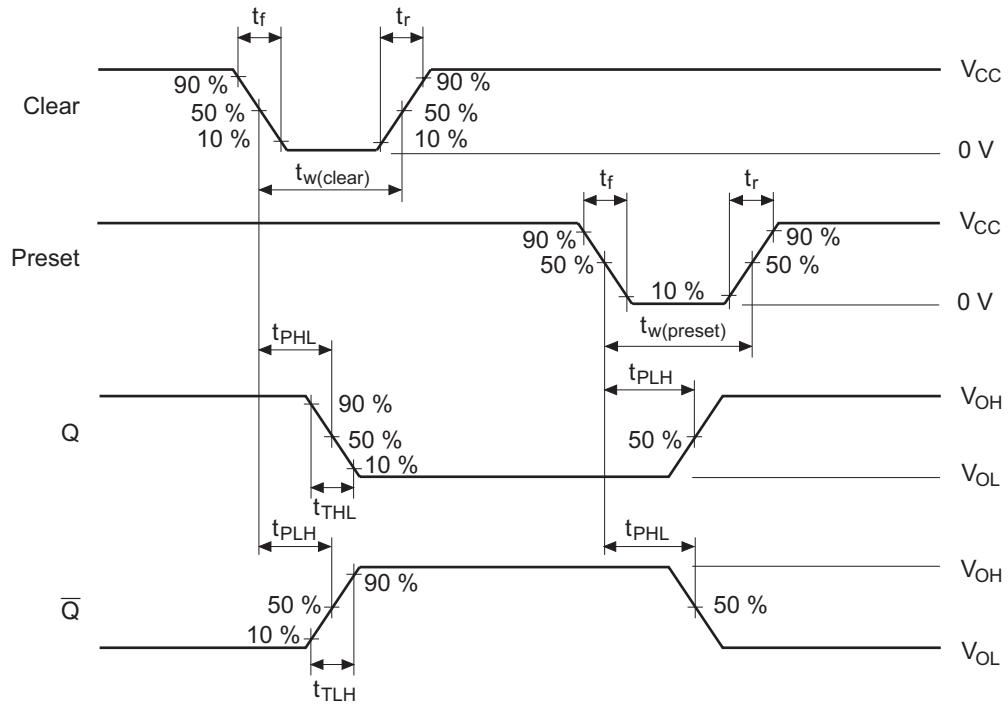 tf tr
90 % 90 % VCC
Clear 50 % 50 %
10 % 10 %
0 V
tw(clear)
tf tr
VCC
Preset 90 % 90 %
50 % 50 %
10 %
0 V
tw(preset)
tPHL
tPLH
90 % VOH
Q 50 % 50 %
10 %
VOL
tTHL
tPLH tPHL
VOH
90 %
Q 50 % 50 %
10 %
VOL
tTLH